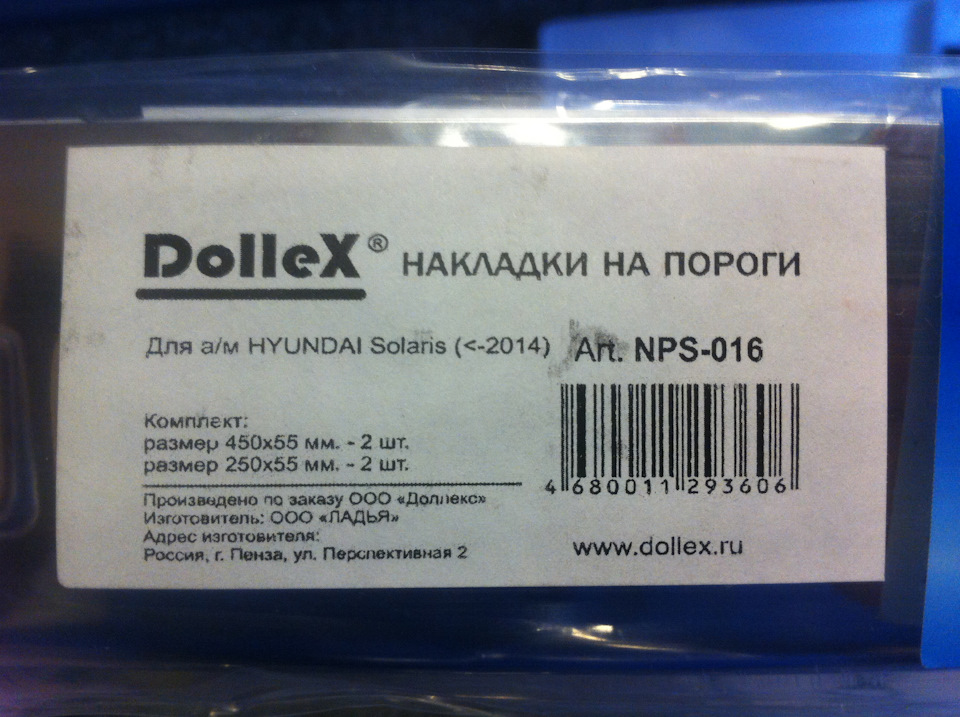 DolleX® НАКЛАДКИ НА ПОРОГИ
Для а/м HYUNDAI Solaris (<-2014) Art. NPS-016
Комплект:
размер 450x55 мм. - 2 шт.
размер 250x55 мм. - 2 шт.
4 680011 293606
Произведено по заказу ООО «Доллекс»
Изготовитель: ООО «ЛАДЬЯ»
Адрес изготовителя:
Россия, г. Пенза, ул. Перспективная 2
www.dollex.ru